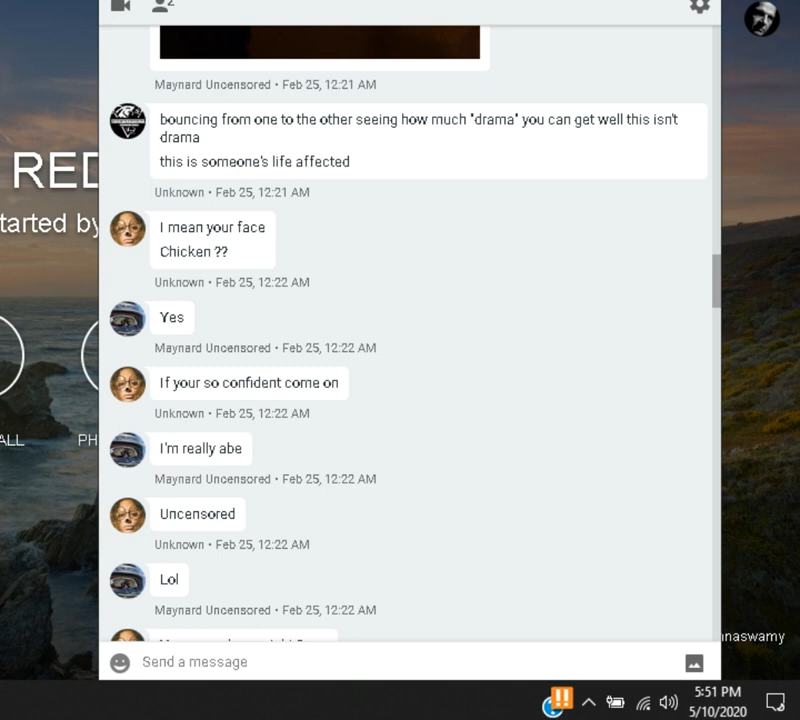 2
Maynard Uncensored • Feb 25, 12:21 AM
bouncing from one to the other seeing how much "drama" you can get well this isn't
drama
this is someone's life affected
Unknown • Feb 25, 12:21 AM
RED
tarted by
I mean your face
Chicken ??
Unknown • Feb 25, 12:22 AM
Yes
Maynard Uncensored • Feb 25, 12:22 AM
If your so confident come on
Unknown • Feb 25, 12:22 AM
ALL
PH
I'm really abe
Maynard Uncensored • Feb 25, 12:22 AM
Uncensored
Unknown • Feb 25, 12:22 AM
Lol
Maynard Uncensored • Feb 25, 12:22 AM
nnaswamy
Send a message
5:51 PM
5/10/2020